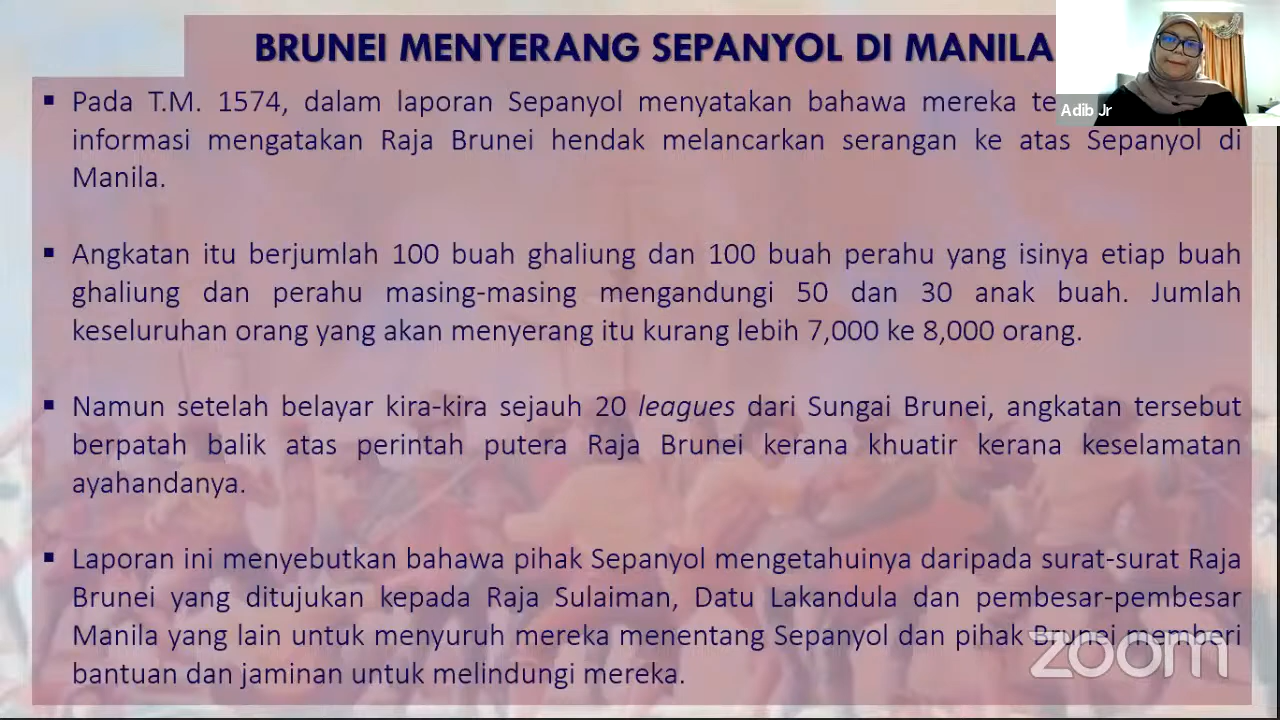 BRUNEI MENYERANG SEPANYOL DI MANILA
Adib Jr
▪ Pada T.M. 1574, dalam laporan Sepanyol menyatakan bahawa mereka
informasi mengatakan Raja Brunei hendak melancarkan serangan ke atas Sepanyol di
Manila.
▪ Angkatan itu berjumlah 100 buah ghaliung dan 100 buah perahu yang isinya etiap buah
ghaliung dan perahu masing-masing mengandungi 50 dan 30 anak buah. Jumlah
keseluruhan orang yang akan menyerang itu kurang lebih 7,000 ke 8,000 orang.
▪ Namun setelah belayar kira-kira sejauh 20 leagues dari Sungai Brunei, angkatan tersebut
berpatah balik atas perintah putera Raja Brunei kerana khuatir kerana keselamatan
ayahandanya.
▪ Laporan ini menyebutkan bahawa pihak Sepanyol mengetahuinya daripada surat-surat Raja
Brunei yang ditujukan kepada Raja Sulaiman, Datu Lakandula dan pembesar-pembesar
Manila yang lain untuk menyuruh mereka menentang Sepanyol dan pihak Brunei memberi
bantuan dan jaminan untuk melindungi mereka.
zoom